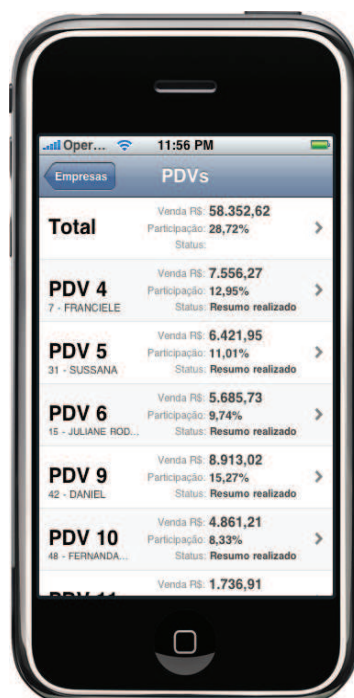 Oper... 11:56 PM
Empresas PDVs
Venda R$: 58.352,62
Total Participação: 28,72%
Status:
Venda R$: 7.556,27
PDV 4 Participação: 12,95%
7 - FRANCIELE Status: Resumo realizado
Venda R$: 6.421,95
PDV 5 Participação: 11,01%
31 - SUSSANA Status: Resumo realizado
Venda R$: 5.685,73
PDV 6 Participação: 9,74%
15 - JULIANE ROD... Status: Resumo realizado
Venda R$: 8.913,02
PDV 9 Participação: 15,27%
42 - DANIEL Status: Resumo realizado
Venda R$: 4.861,21
PDV 10 Participação: 8,33%
48 - FERNANDA... Status: Resumo realizado
Venda R$: 1.736,91
PDV 11